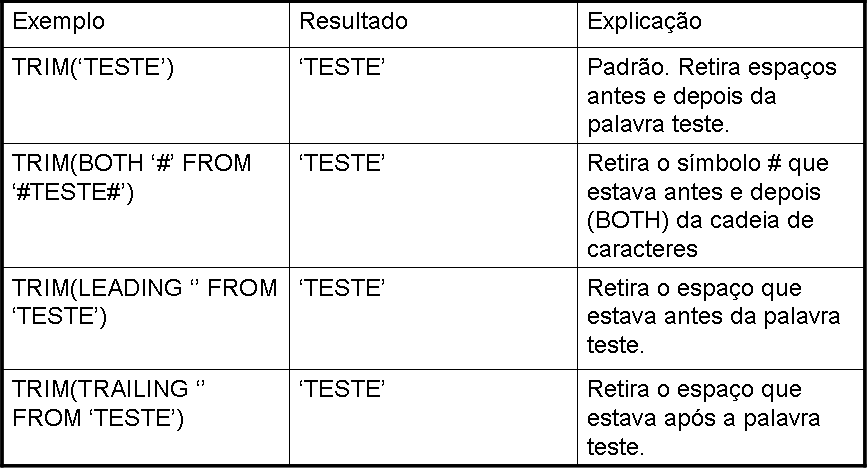 Exemplo Resultado Explicação
TRIM(‘TESTE’) ‘TESTE’ Padrão. Retira espaços
antes e depois da
palavra teste.
TRIM(BOTH ‘#’ FROM ‘TESTE’ Retira o símbolo # que
‘#TESTE#’) estava antes e depois
(BOTH) da cadeia de
caracteres
TRIM(LEADING ‘’ FROM ‘TESTE’ Retira o espaço que
‘TESTE’) estava antes da palavra
teste.
TRIM(TRAILING ‘’ ‘TESTE’ Retira o espaço que
FROM ‘TESTE’) estava após a palavra
teste.